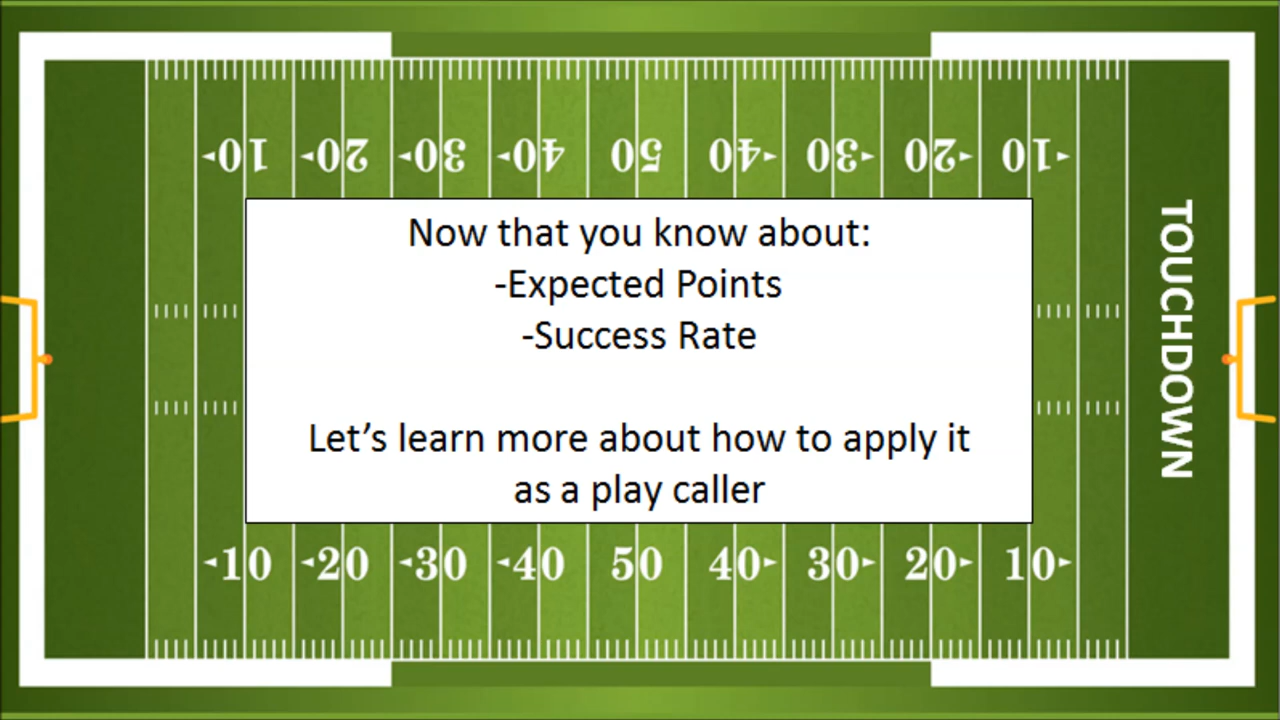 ◄10 ◄20 ◄30 ◄40 50 40► 30► 20► 10►
Now that you know about:
-Expected Points
-Success Rate
Let's learn more about how to apply it
as a play caller
TOUCHDOWN
◄10 ◄20 ◄30 ◄40 50 40► 30► 20► 10►